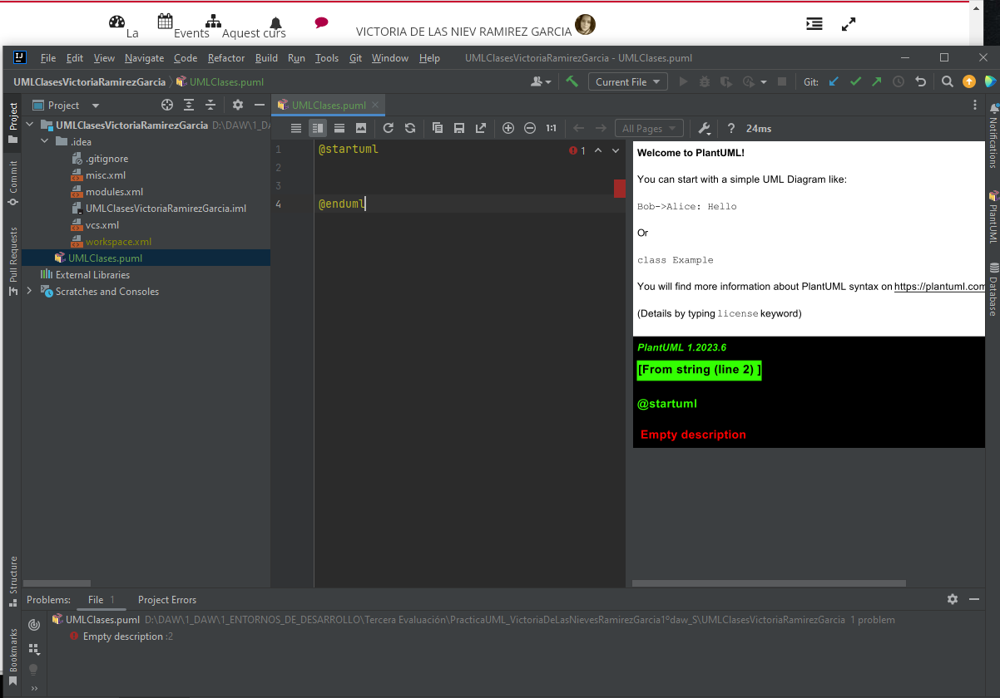 La
Events
Aquest curs
VICTORIA DE LAS NIEV RAMIREZ GARCIA
IJ
File Edit View Navigate Code Refactor Build Run Tools Git Window Help UMLClasesVictoriaRamirezGarcia - UMLClases.puml
UMLClasesVictoriaRamirezGarcia UMLClases.puml
Current File
Git:
Project
UMLClases.puml
UMLClasesVictoriaRamirezGarcia D:\DAW\1_DA
.idea
.gitignore
misc.xml
modules.xml
UMLClasesVictoriaRamirezGarcia.iml
vcs.xml
workspace.xml
UMLClases.puml
External Libraries
Scratches and Consoles
Project
Commit
Pull Requests
Structure
Bookmarks
1:1
All Pages
? 24ms
1 @startuml
2
3
4 @enduml
1
Welcome to PlantUML!
You can start with a simple UML Diagram like:
Bob->Alice: Hello
Or
class Example
You will find more information about PlantUML syntax on https://plantuml.com
(Details by typing license keyword)
PlantUML 1.2023.6
[From string (line 2) ]
@startuml
Empty description
Notifications
PlantUML
Database
Problems: File 1 Project Errors
UMLClases.puml D:\DAW\1_DAW\1_ENTORNOS_DE_DESARROLLO\Tercera Evaluación\PracticaUML_VictoriaDeLasNievesRamirezGarcia1ºdaw_S\UMLClasesVictoriaRamirezGarcia 1 problem
Empty description :2